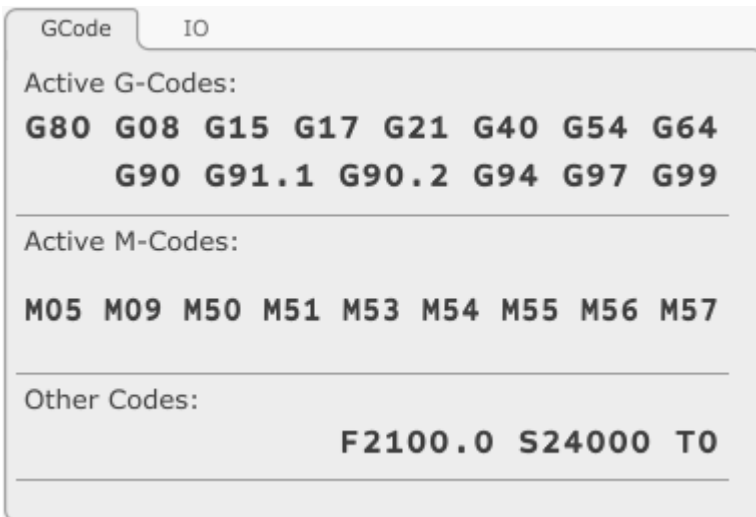 GCode IO
Active G-Codes:
G80 G08 G15 G17 G21 G40 G54 G64
G90 G91.1 G90.2 G94 G97 G99
Active M-Codes:
M05 M09 M50 M51 M53 M54 M55 M56 M57
Other Codes:
F2100.0 S24000 T0